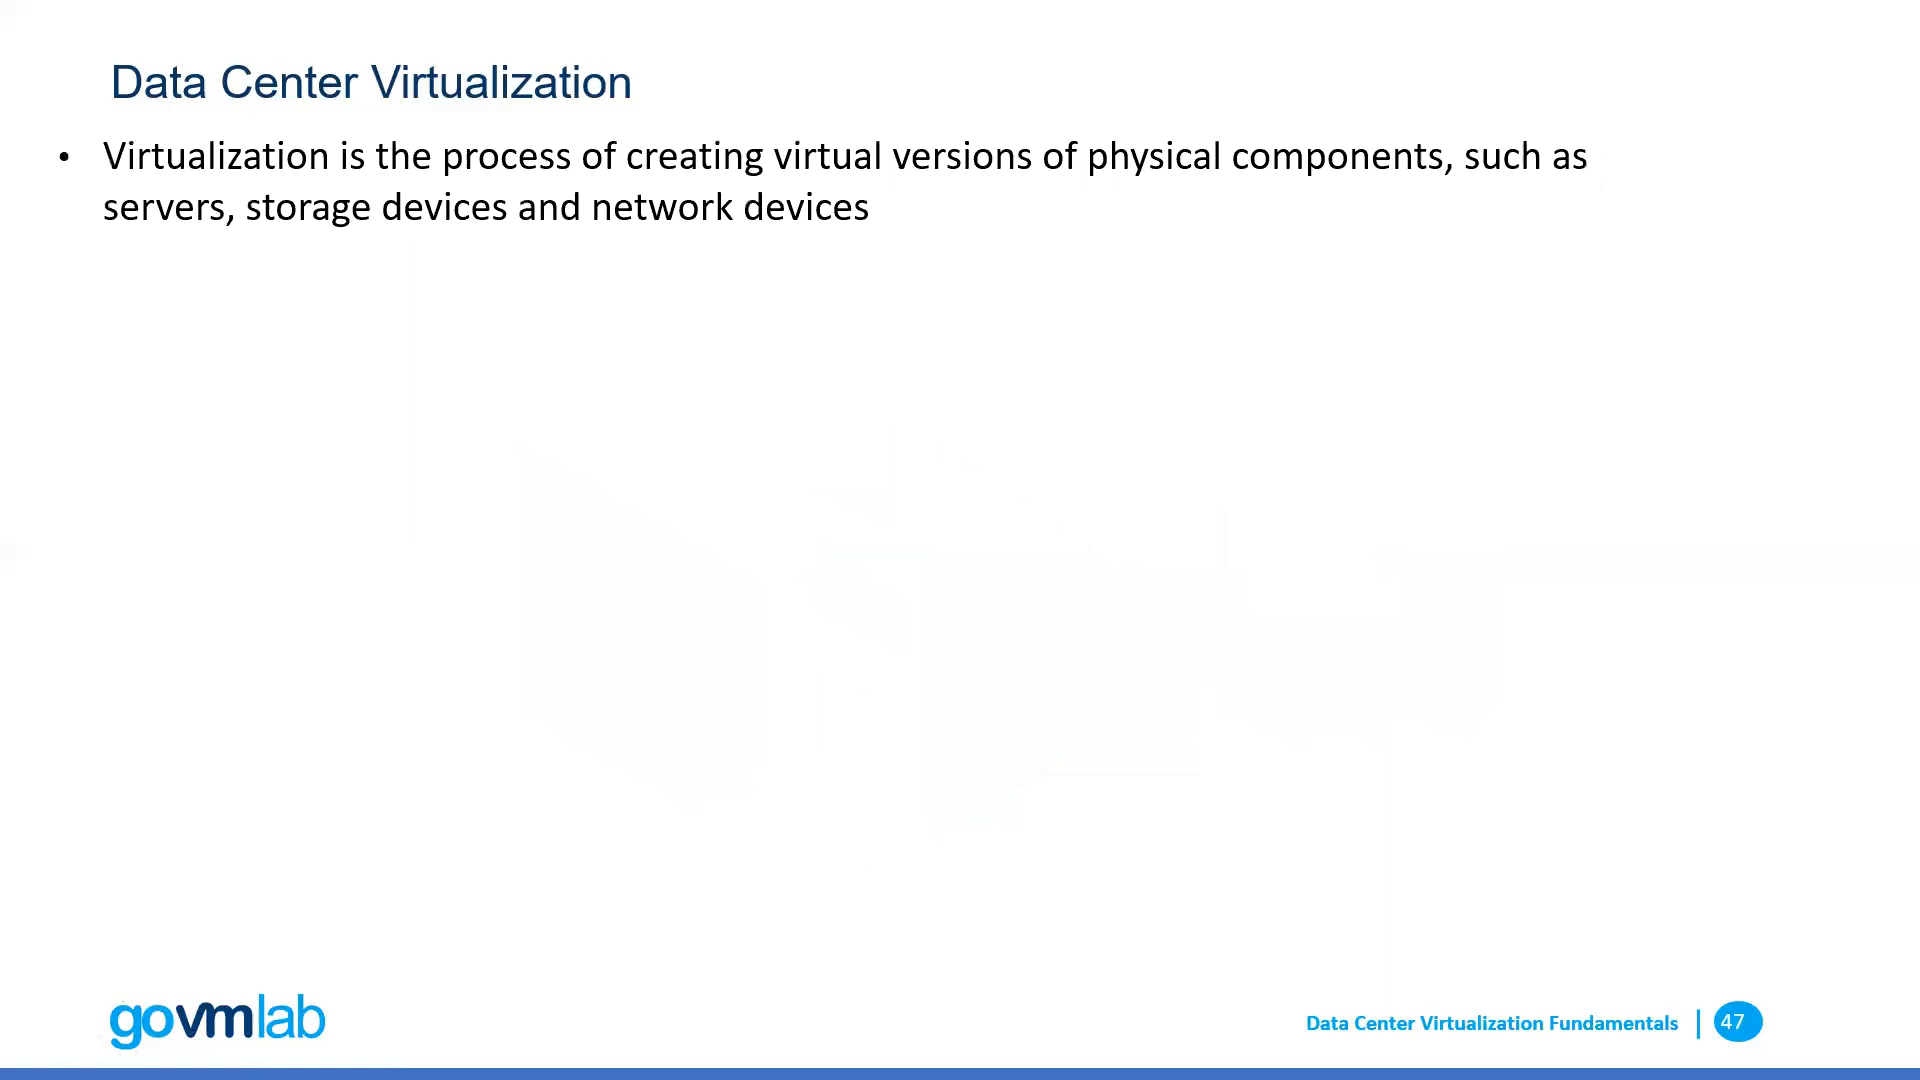 Data Center Virtualization
• Virtualization is the process of creating virtual versions of physical components, such as
servers, storage devices and network devices
govmlab
Data Center Virtualization Fundamentals | 47